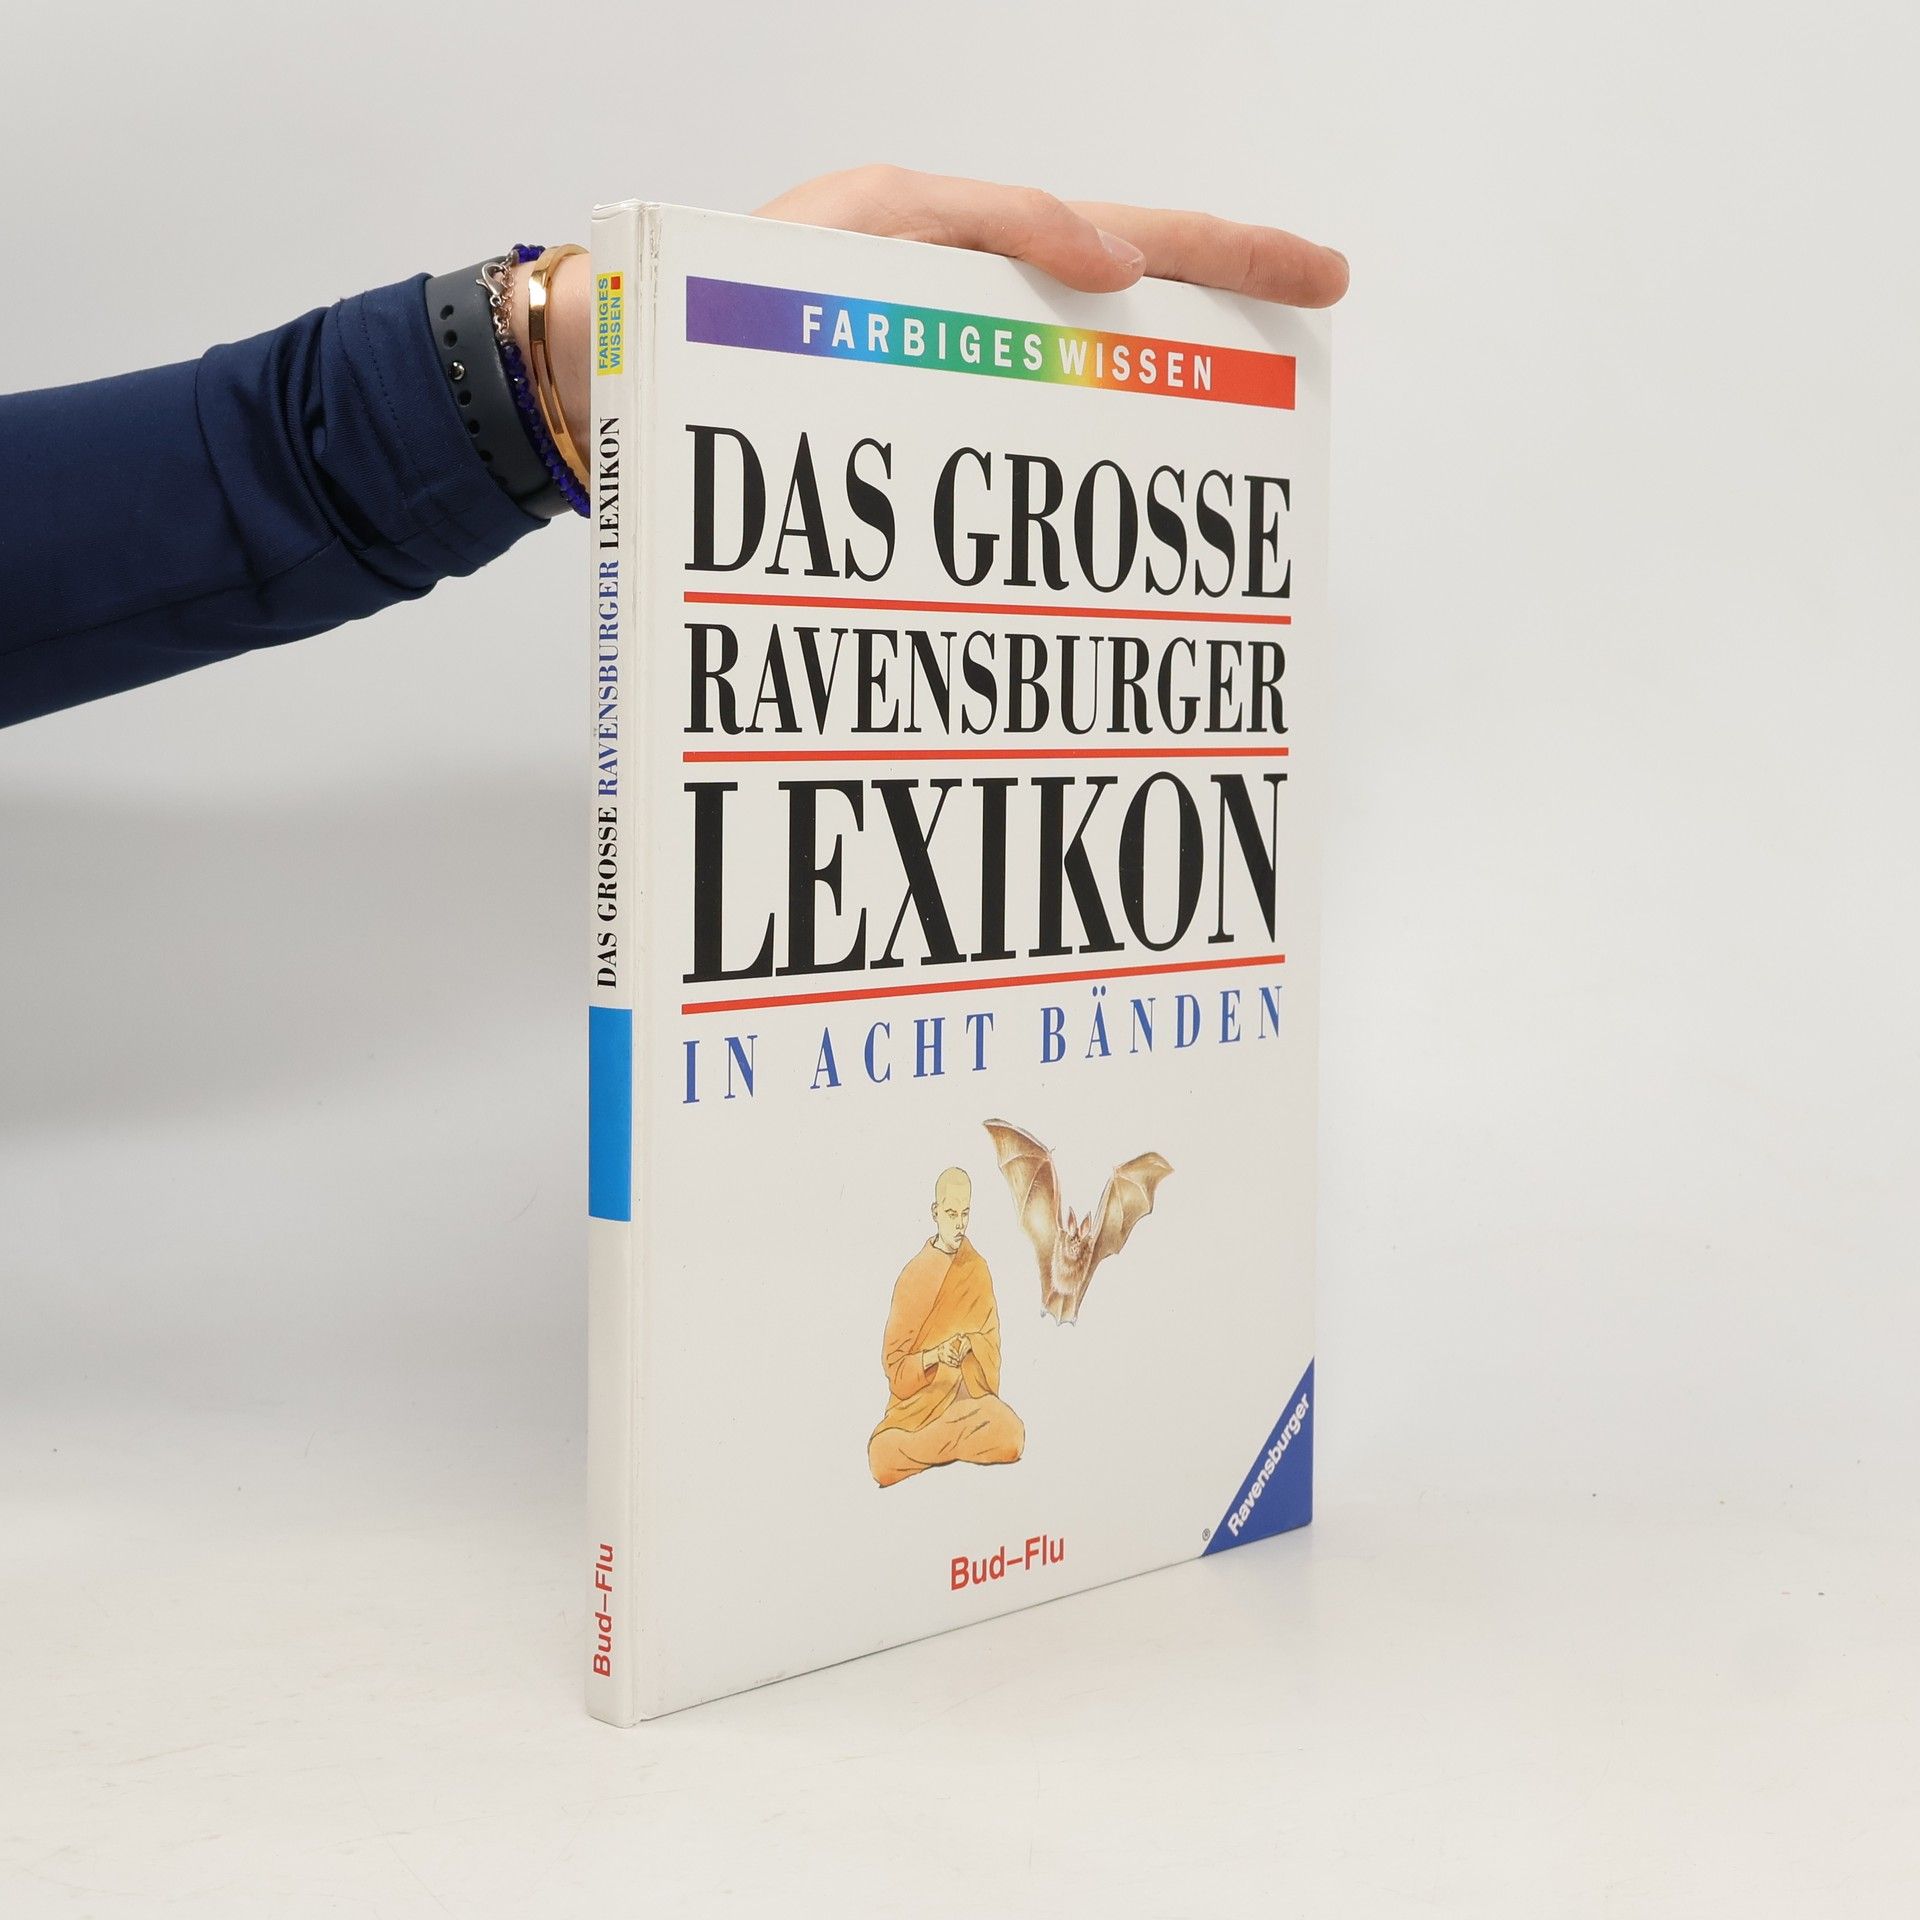 FARBIGES WISSEN
DAS GROSSE
RAVENSBURGER
LEXIKON
IN ACHT BÄNDEN
Bud–Flu
Ravensburger
®
FARBIGES
WISSEN
DAS GROSSE RAVENSBURGER LEXIKON
Bud–Flu